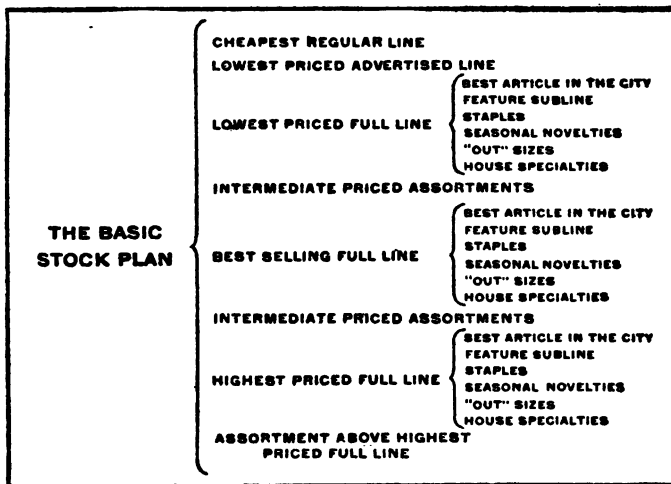 THE BASIC
STOCK PLAN
CHEAPEST REGULAR LINE
LOWEST PRICED ADVERTISED LINE
LOWEST PRICED FULL LINE
BEST ARTICLE IN THE CITY
FEATURE SUBLINE
STAPLES
SEASONAL NOVELTIES
"OUT" SIZES
HOUSE SPECIALTIES
INTERMEDIATE PRICED ASSORTMENTS
BEST SELLING FULL LINE
BEST ARTICLE IN THE CITY
FEATURE SUBLINE
STAPLES
SEASONAL NOVELTIES
"OUT" SIZES
HOUSE SPECIALTIES
INTERMEDIATE PRICED ASSORTMENTS
HIGHEST PRICED FULL LINE
BEST ARTICLE IN THE CITY
FEATURE SUBLINE
STAPLES
SEASONAL NOVELTIES
"OUT" SIZES
HOUSE SPECIALTIES
ASSORTMENT ABOVE HIGHEST
PRICED FULL LINE